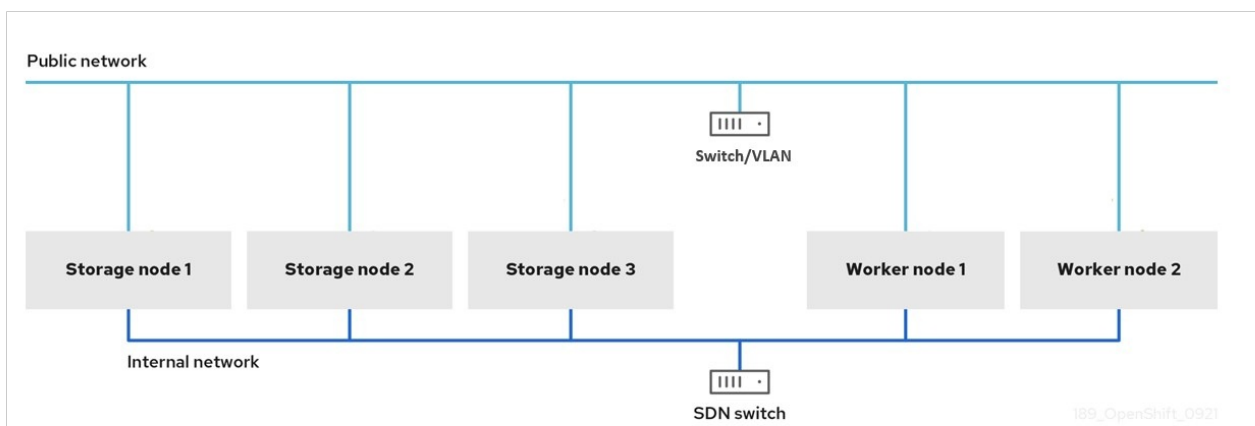 Public network
Switch/VLAN
Storage node 1
Storage node 2
Storage node 3
Worker node 1
Worker node 2
Internal network
SDN switch
189_OpenShift_0921